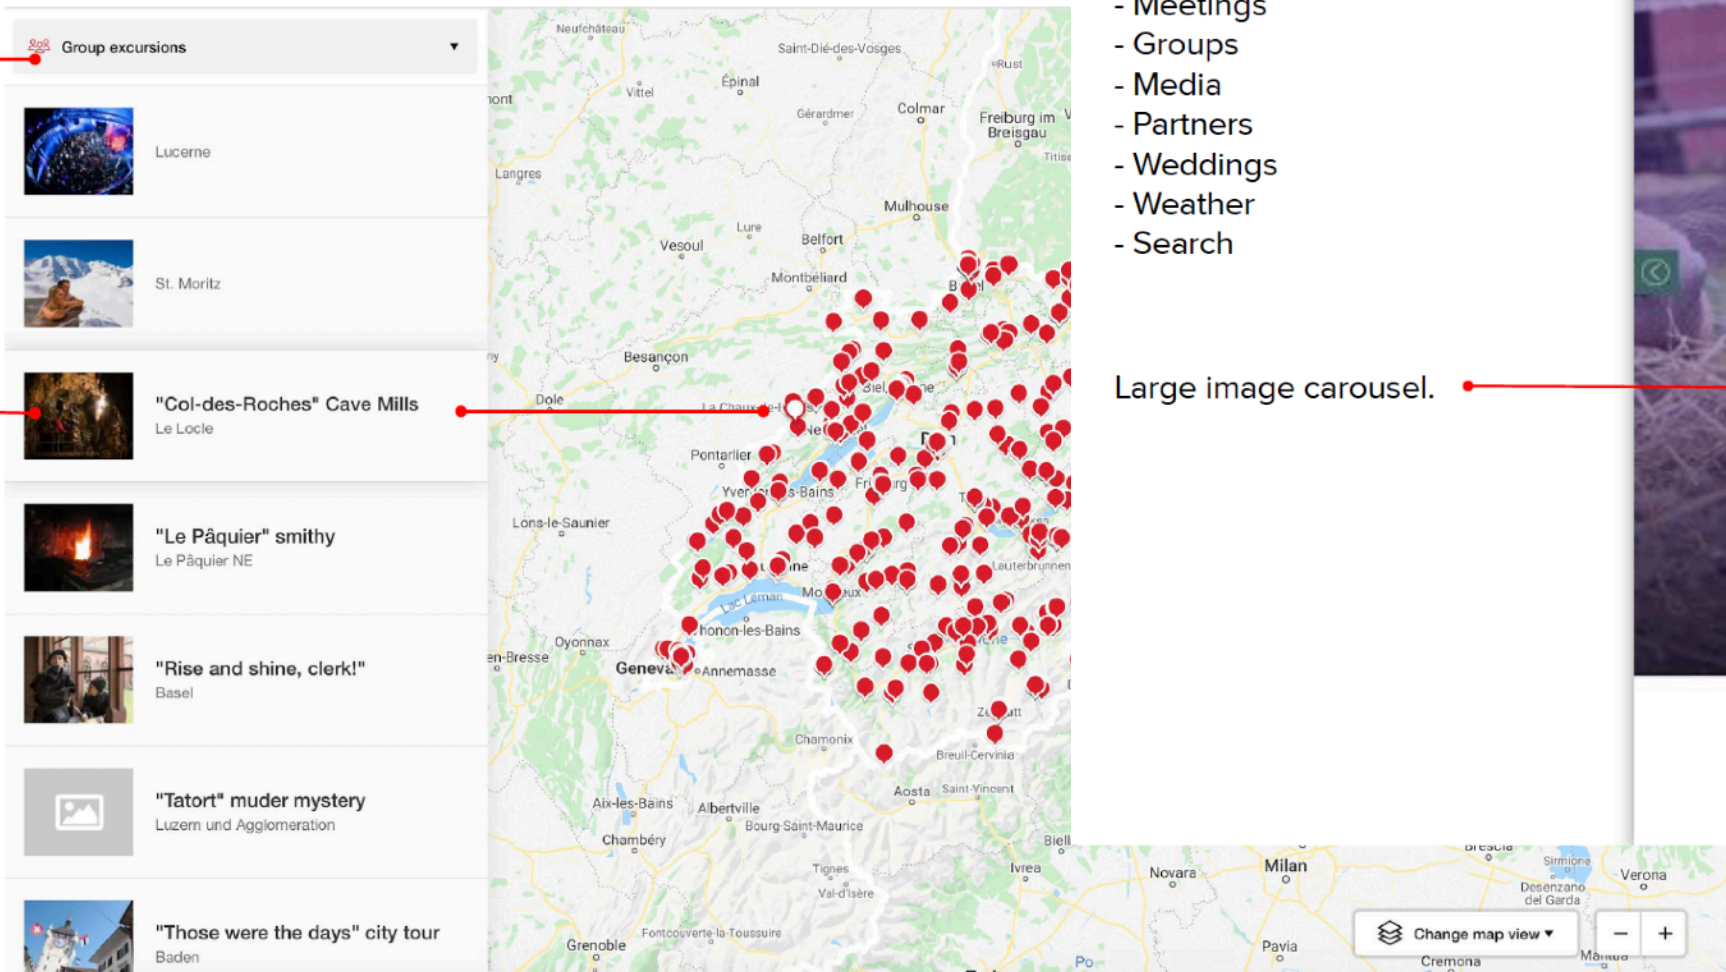 Group excursions
Lucerne
St. Moritz
"Col-des-Roches" Cave Mills
Le Locle
"Le Pâquier" smithy
Le Pâquier NE
"Rise and shine, clerk!"
Basel
"Tatort" muder mystery
Luzern und Agglomeration
"Those were the days" city tour
Baden
Neufchâteau
Saint-Dié-des-Vosges
Rust
Épinal
Vittel
Colmar
Gérardmer
Freiburg im
Breisgau
Langres
Mulhouse
Lure
Vesoul
Belfort
Montbéliard
Besançon
Dole
Pontarlier
Lons-le-Saunier
Lauterbrunnen
Lac Léman
Oyonnax
Geneva
Annemasse
Chamonix
Breuil-Cervinia
Aosta
Saint-Vincent
Aix-les-Bains
Albertville
Bourg-Saint-Maurice
Chambéry
Tignes
Val-d'Isère
Ivrea
Grenoble
Fontcouverte-la-Toussuire
- Meetings
- Groups
- Media
- Partners
- Weddings
- Weather
- Search
Large image carousel.
Novara
Milan
Brescia
Sirmione
Desenzano
del Garda
Verona
Change map view
Pavia
Cremona
Mantua
Po